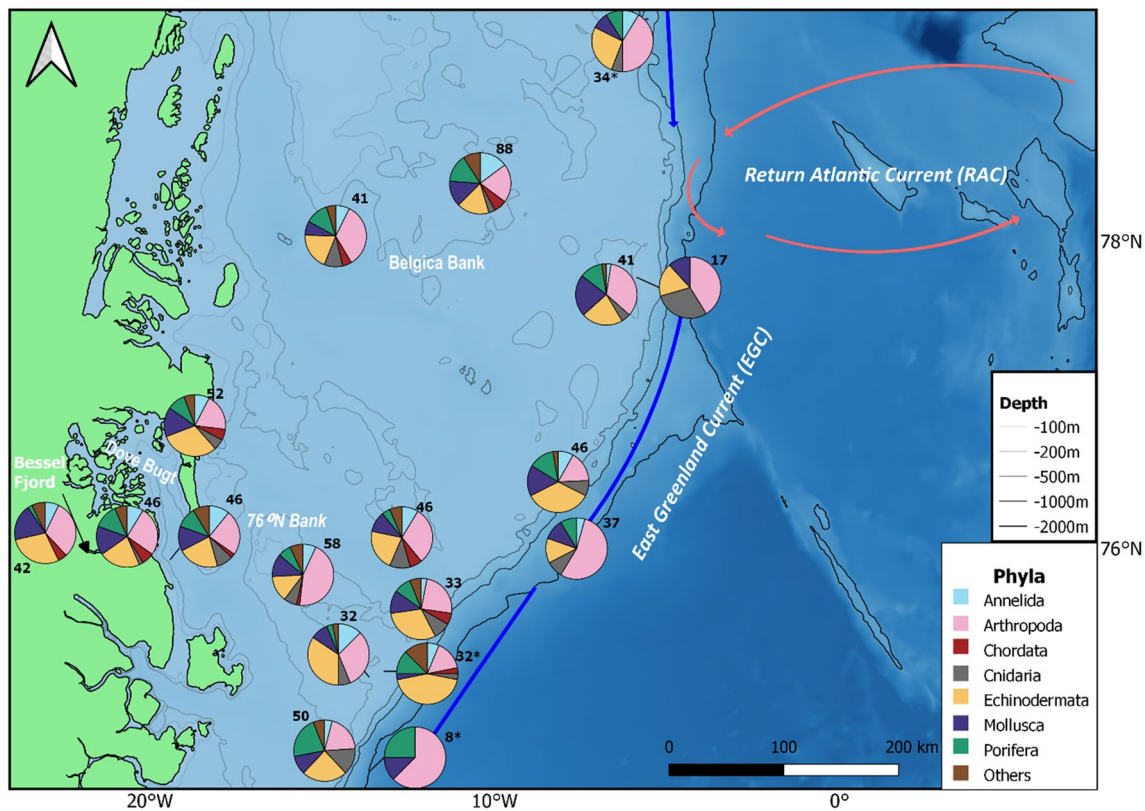 34*
88
41
Return Atlantic Current (RAC)
Belgica Bank
78°N
41
17
East Greenland Current (EGC)
52
Dove Bugt
Bessel
Fjord
46
46
76°N Bank
42
58
46
46
37
33
32
32*
50
8*
76°N
Depth
-100m
-200m
-500m
-1000m
-2000m
Phyla
Annelida
Arthropoda
Chordata
Cnidaria
Echinodermata
Mollusca
Porifera
Others
0 100 200 km
20°W 10°W 0°